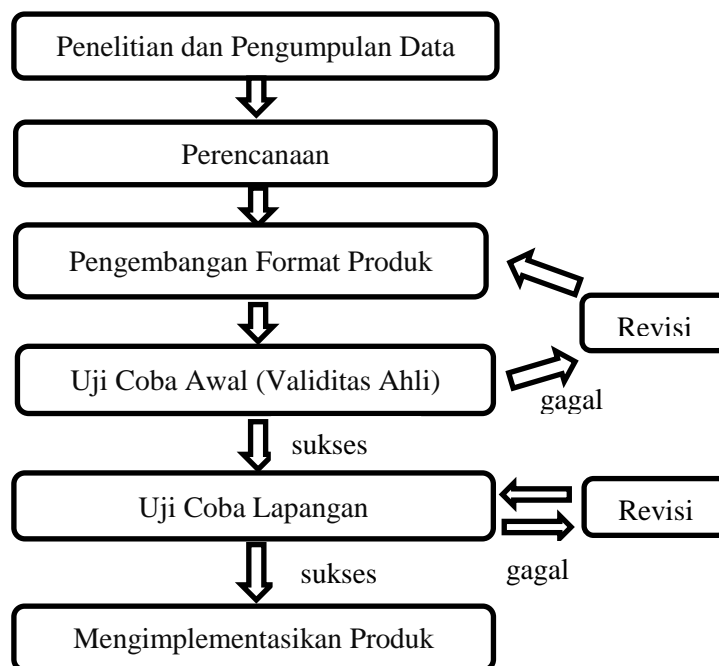 Penelitian dan Pengumpulan Data
Perencanaan
Pengembangan Format Produk
Revisi
Uji Coba Awal (Validitas Ahli)
gagal
sukses
Uji Coba Lapangan
Revisi
sukses
gagal
Mengimplementasikan Produk